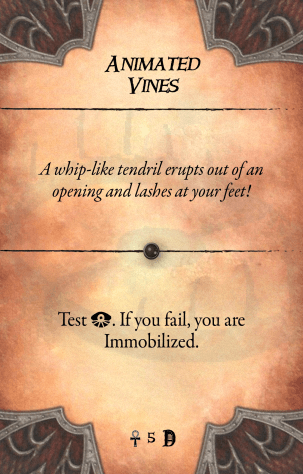 ANIMATED
VINES
A whip-like tendril erupts out of an
opening and lashes at your feet!
Test . If you fail, you are
Immobilized.
5 D